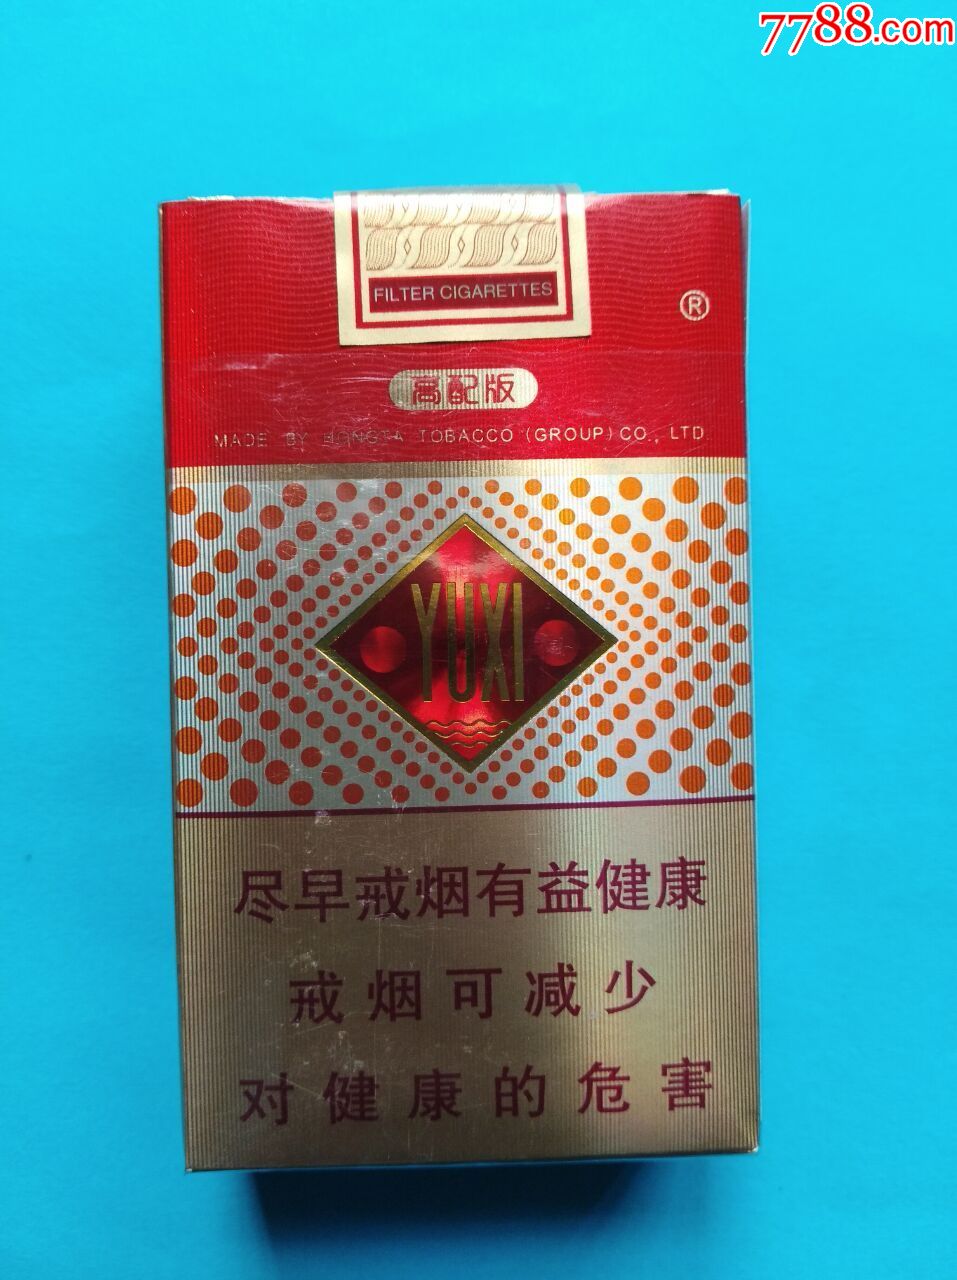 7788.com
FILTER CIGARETTES
®
高配版
MADE BY HONGTA TOBACCO (GROUP) CO., LTD
YUXI
尽早戒烟有益健康
戒烟可减少
对健康的危害